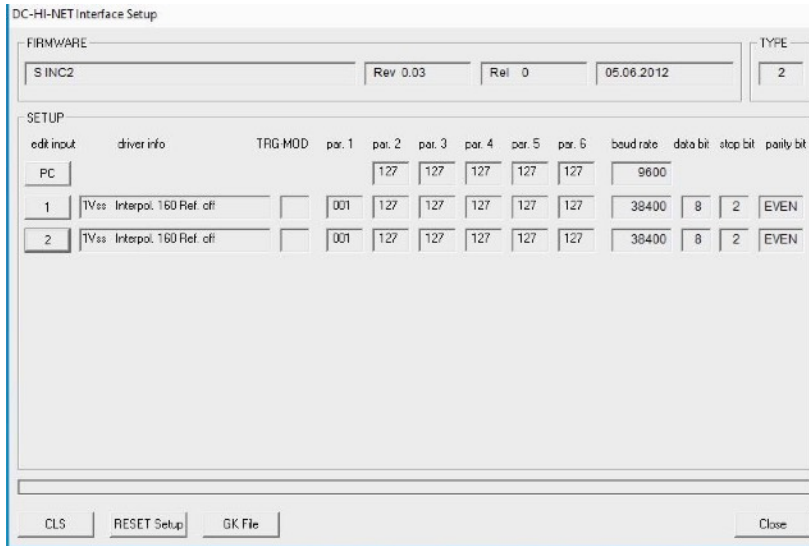 DC-HI-NET Interface Setup
FIRMWARE TYPE
S INC2 Rev 0.03 Rel 0 05.06.2012 2
SETUP
edit input driver info TRG-MOD par. 1 par. 2 par. 3 par. 4 par. 5 par. 6 baud rate data bit stop bit parity bit
PC 127 127 127 127 127 9600
1 1Vss Interpol. 160 Ref. off 001 127 127 127 127 127 38400 8 2 EVEN
2 1Vss Interpol. 160 Ref. off 001 127 127 127 127 127 38400 8 2 EVEN
CLS RESET Setup GK File Close